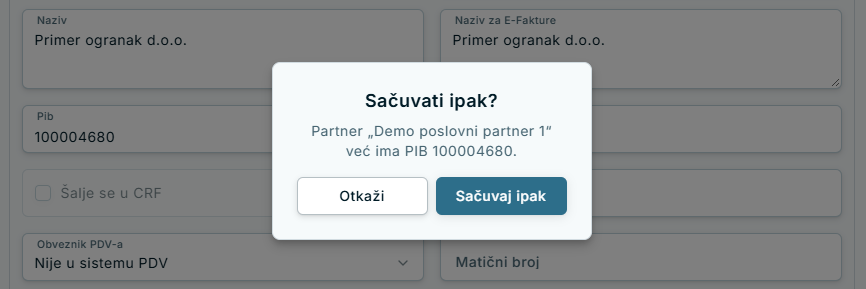 Naziv
Naziv za E-Fakture
Primer ogranak d.o.o.
Primer ogranak d.o.o.
Sačuvati ipak?
Partner „Demo poslovni partner 1“
već ima PIB 100004680.
Otkaži
Sačuvaj ipak
Pib
100004680
Šalje se u CRF
Obveznik PDV-a
Nije u sistemu PDV
Matični broj